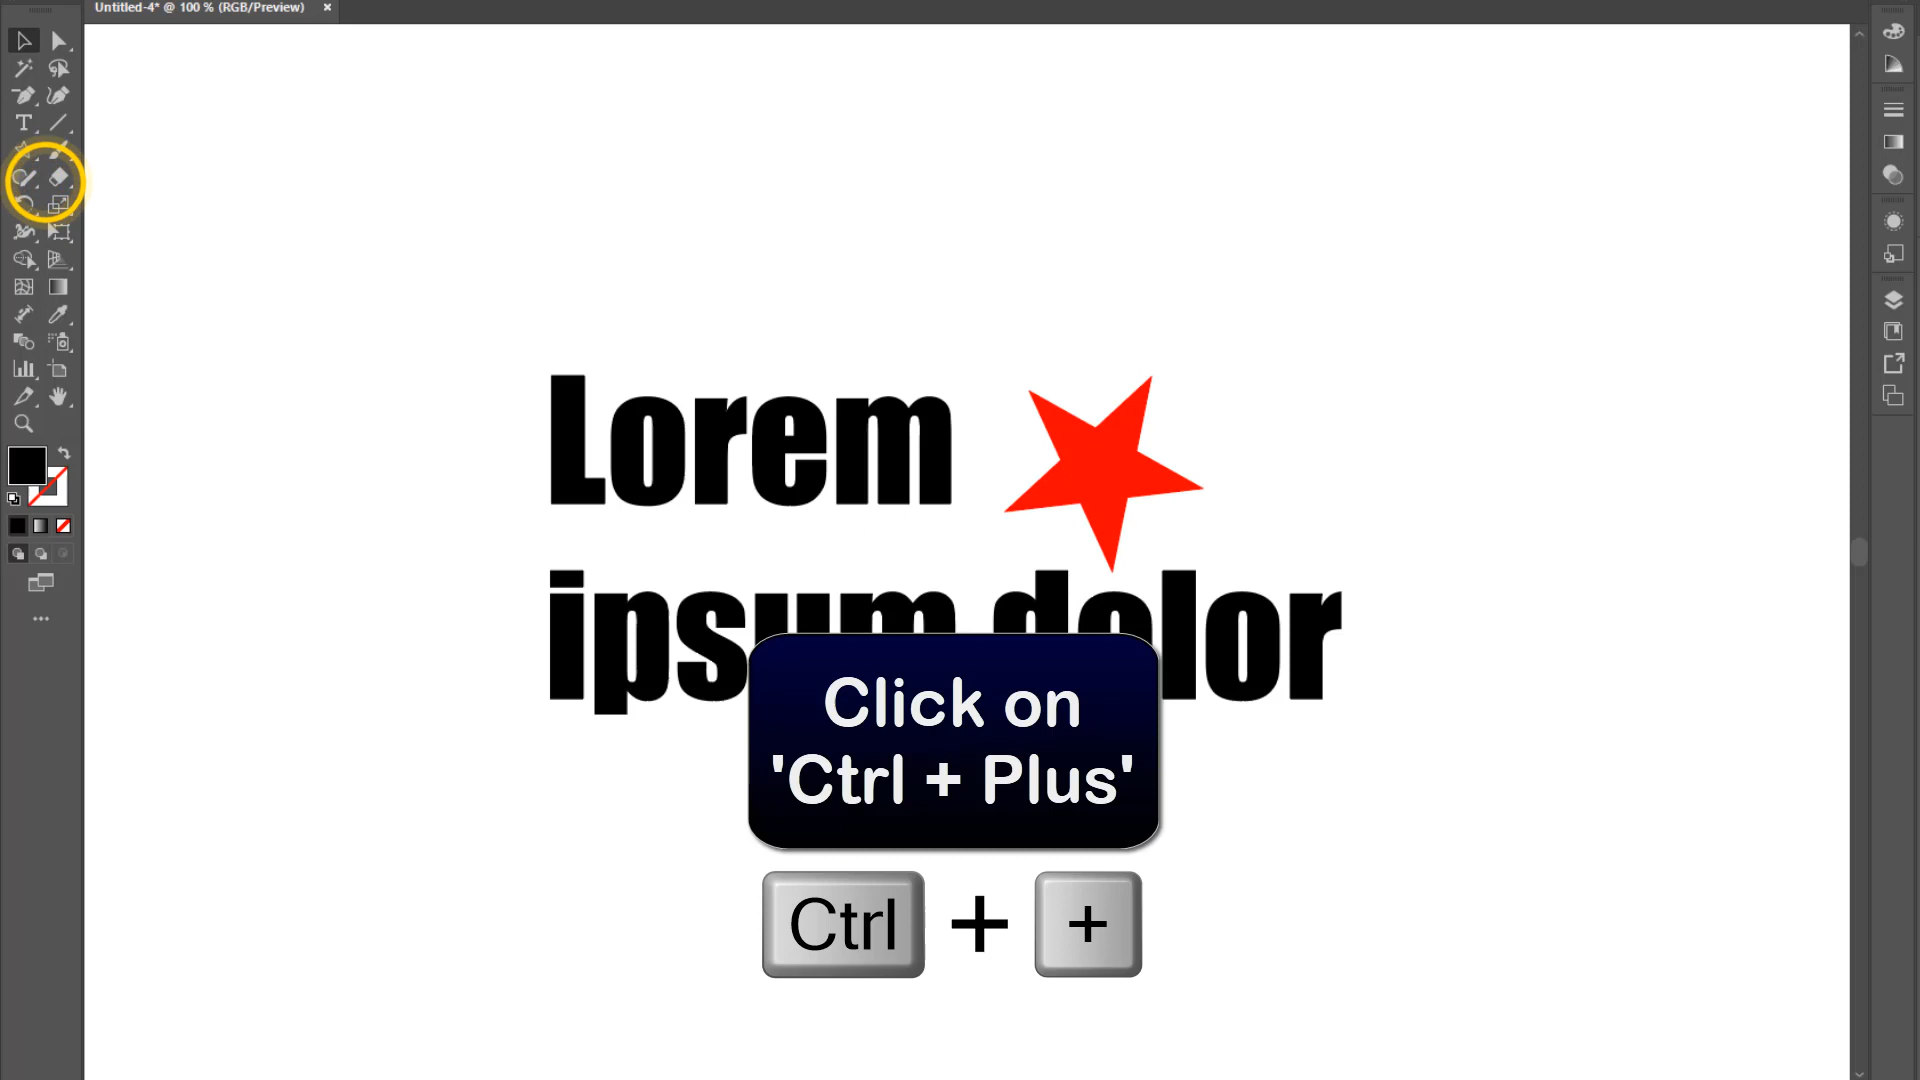 Untitled-4* @ 100 % (RGB/Preview) ×
T
Lorem
ipsum dolor
Click on
'Ctrl + Plus'
Ctrl + +